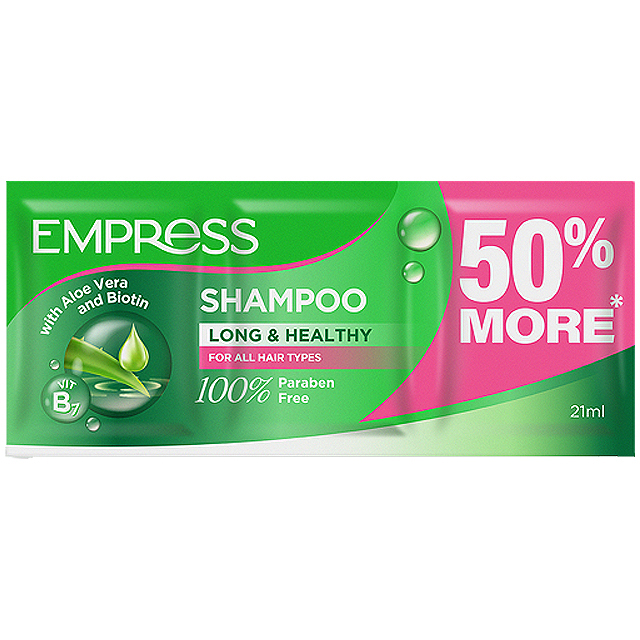 EMPRESS
with Aloe Vera
and Biotin
VIT
B7
SHAMPOO
LONG & HEALTHY
FOR ALL HAIR TYPES
100% Paraben
Free
50%
MORE*
21ml